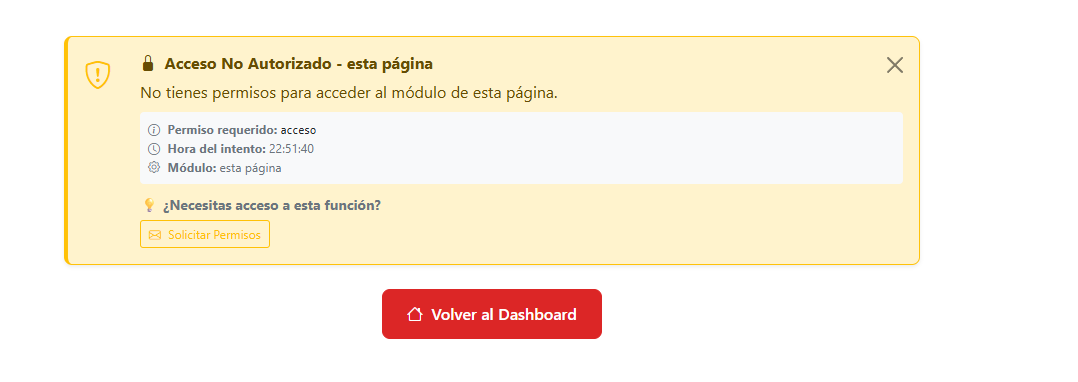 Acceso No Autorizado - esta página
No tienes permisos para acceder al módulo de esta página.
Permiso requerido: acceso
Hora del intento: 22:51:40
Módulo: esta página
¿Necesitas acceso a esta función?
Solicitar Permisos
Volver al Dashboard